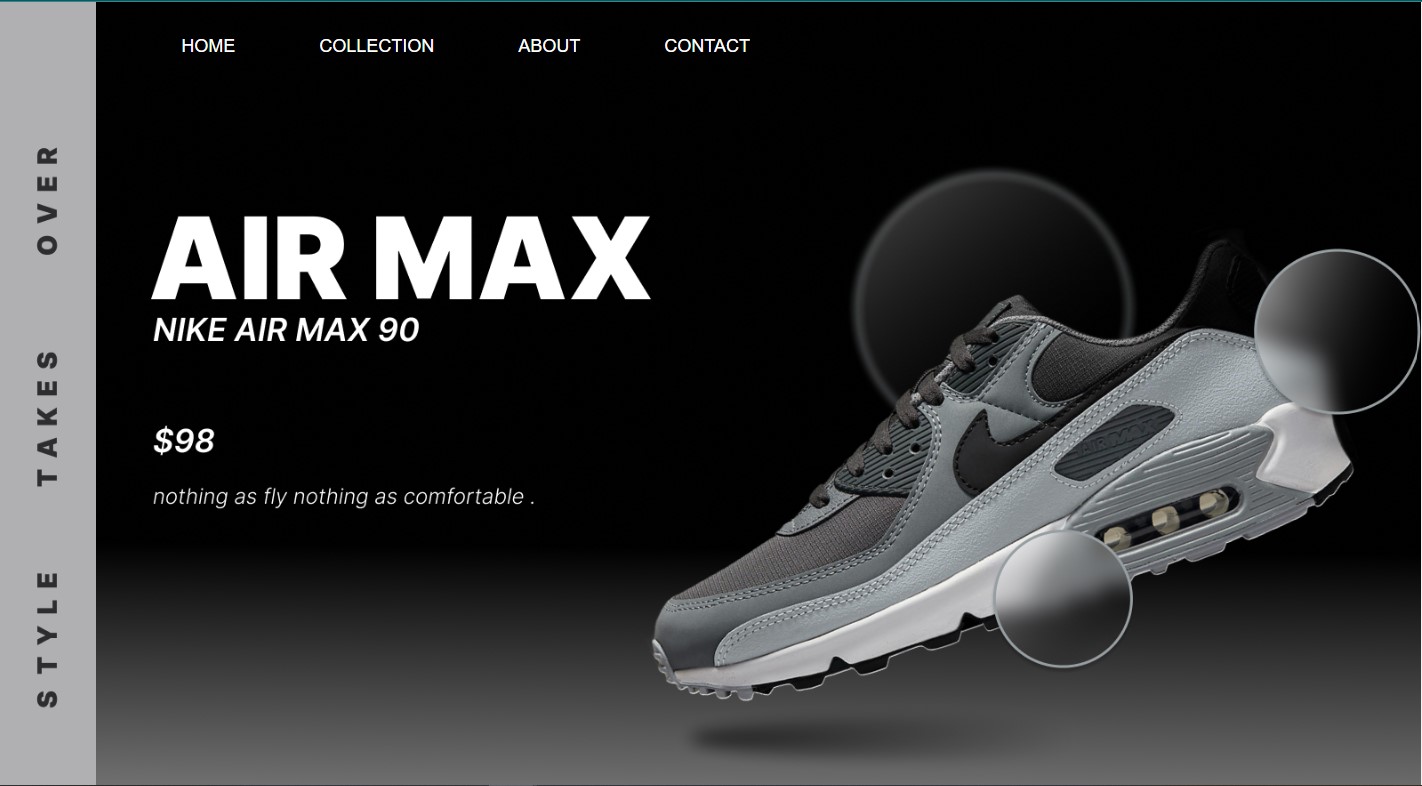 HOME COLLECTION ABOUT CONTACT
STYLE TAKES OVER
AIR MAX
NIKE AIR MAX 90
$98
nothing as fly nothing as comfortable .
AIR MAX